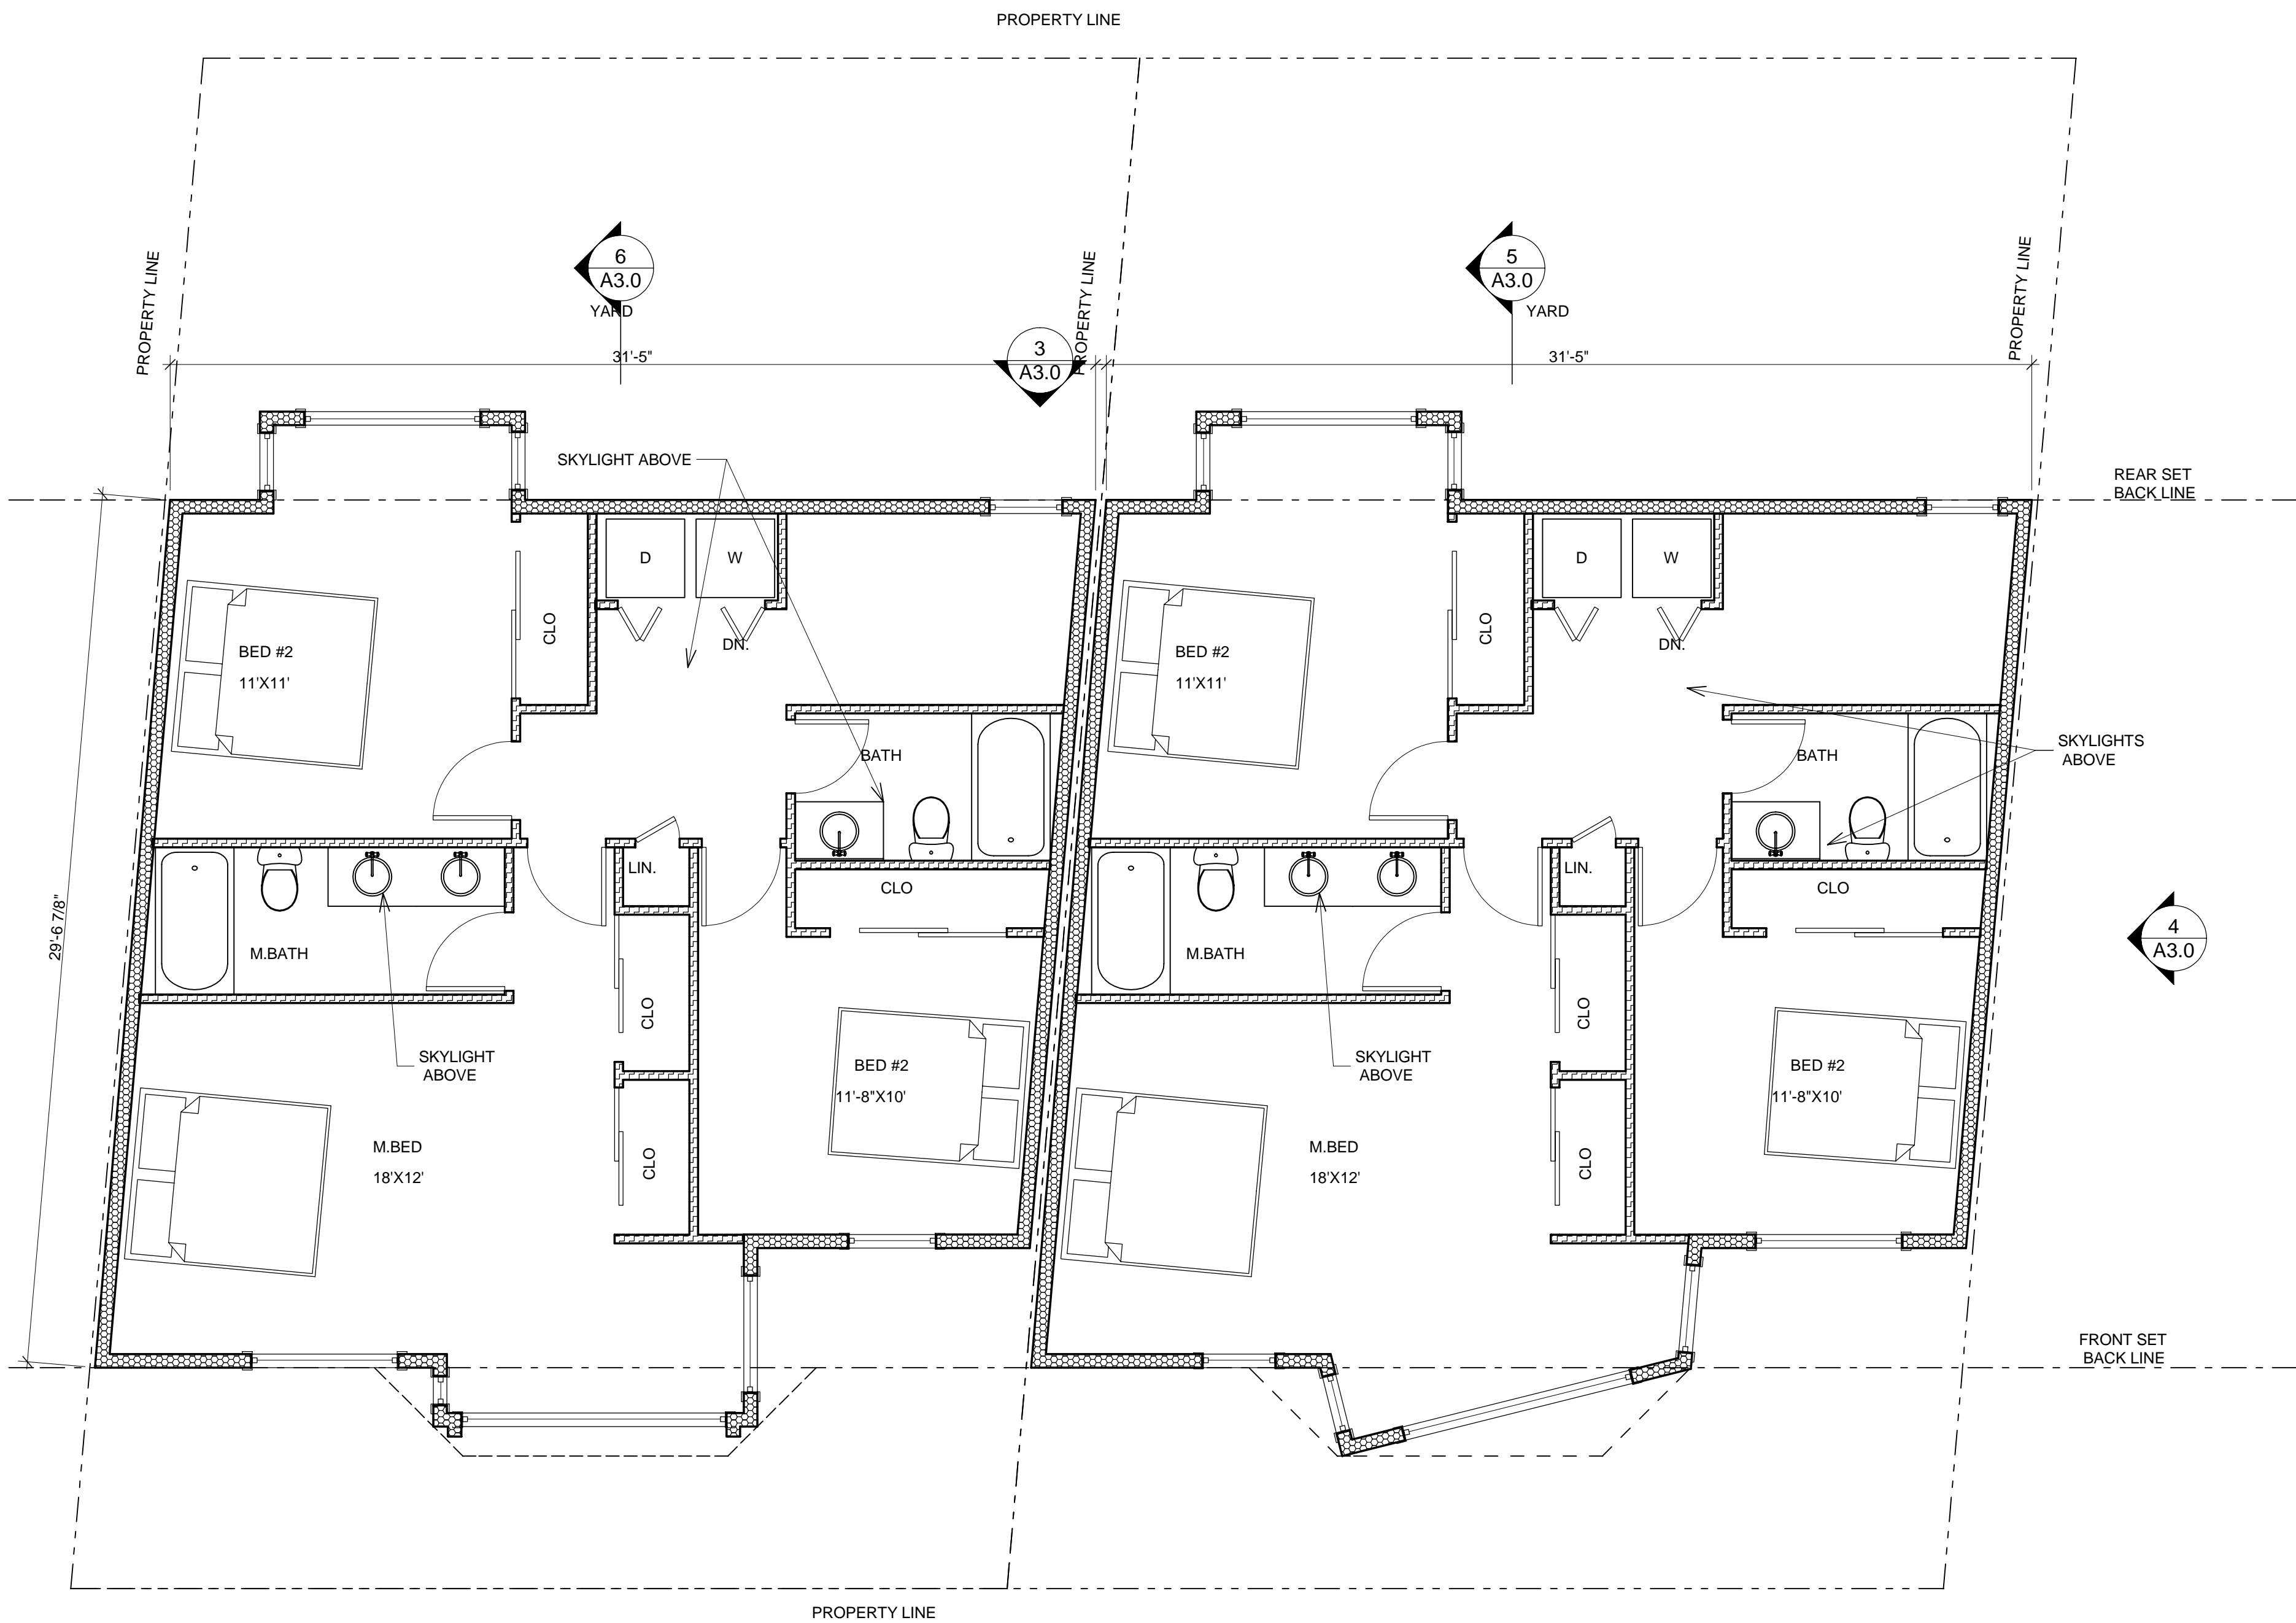 PROPERTY LINE
PROPERTY LINE
PROPERTY LINE
PROPERTY LINE
6
A3.0
YARD
5
A3.0
YARD
31'-5"
3
A3.0
31'-5"
SKYLIGHT ABOVE
REAR SET
BACK LINE
D
W
D
W
CLO
CLO
DN.
DN.
BED #2
11'X11'
BED #2
11'X11'
BATH
BATH
SKYLIGHTS
ABOVE
LIN.
LIN.
CLO
CLO
29'-6 7/8"
M.BATH
M.BATH
4
A3.0
CLO
CLO
SKYLIGHT
ABOVE
SKYLIGHT
ABOVE
BED #2
11'-8"X10'
BED #2
11'-8"X10'
M.BED
18'X12'
M.BED
18'X12'
CLO
CLO
FRONT SET
BACK LINE
PROPERTY LINE